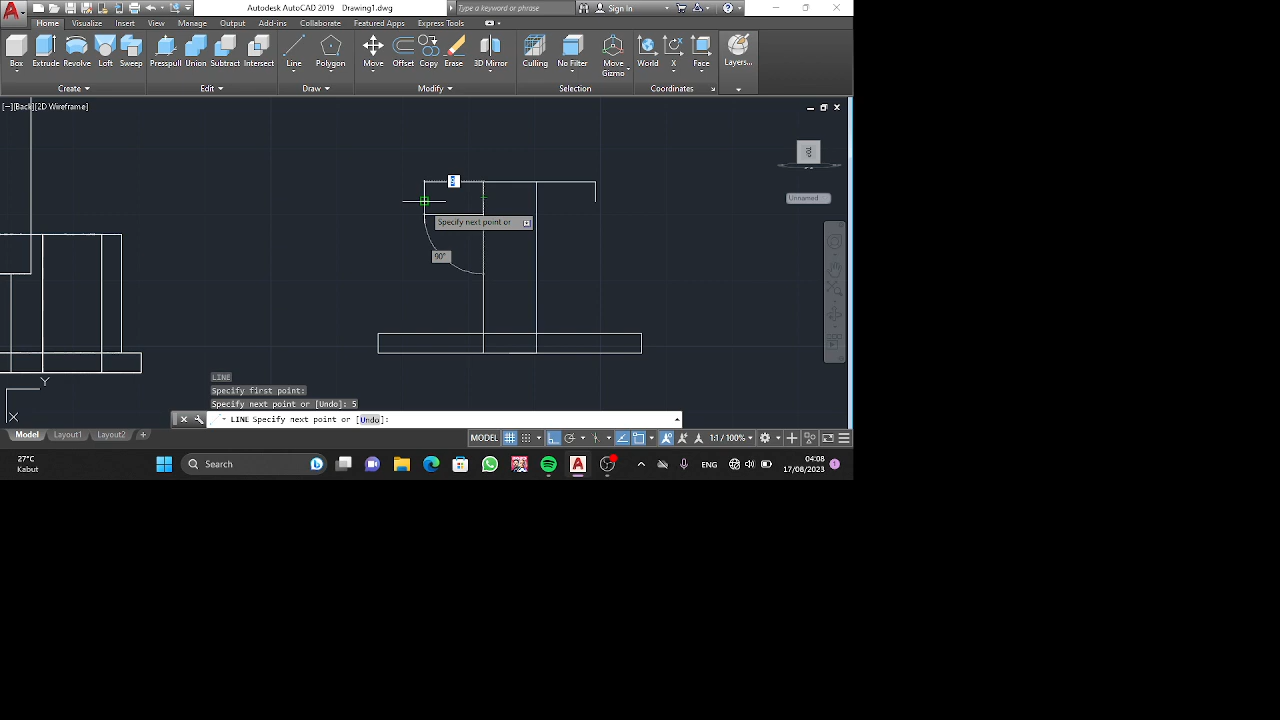 Autodesk AutoCAD 2019 Drawing1.dwg
Type a keyword or phrase
Sign In
Home Visualize Insert View Manage Output Add-ins Collaborate Featured Apps Express Tools
Box Extrude Revolve Loft Sweep Presspull Union Subtract Intersect Line Polygon Move Offset Copy Erase 3D Mirror Culling No Filter Move Gizmo World X Face Layers...
Create Edit Draw Modify Selection Coordinates
[−][Back][2D Wireframe]
TOP
Unnamed
Specify next point or
90°
Y
X
LINE
Specify first point:
Specify next point or [Undo]: 5
LINE Specify next point or [Undo]:
Model Layout1 Layout2 +
MODEL 1:1 / 100%
27°C
Kabut
Search
ENG
04:08
17/08/2023
1